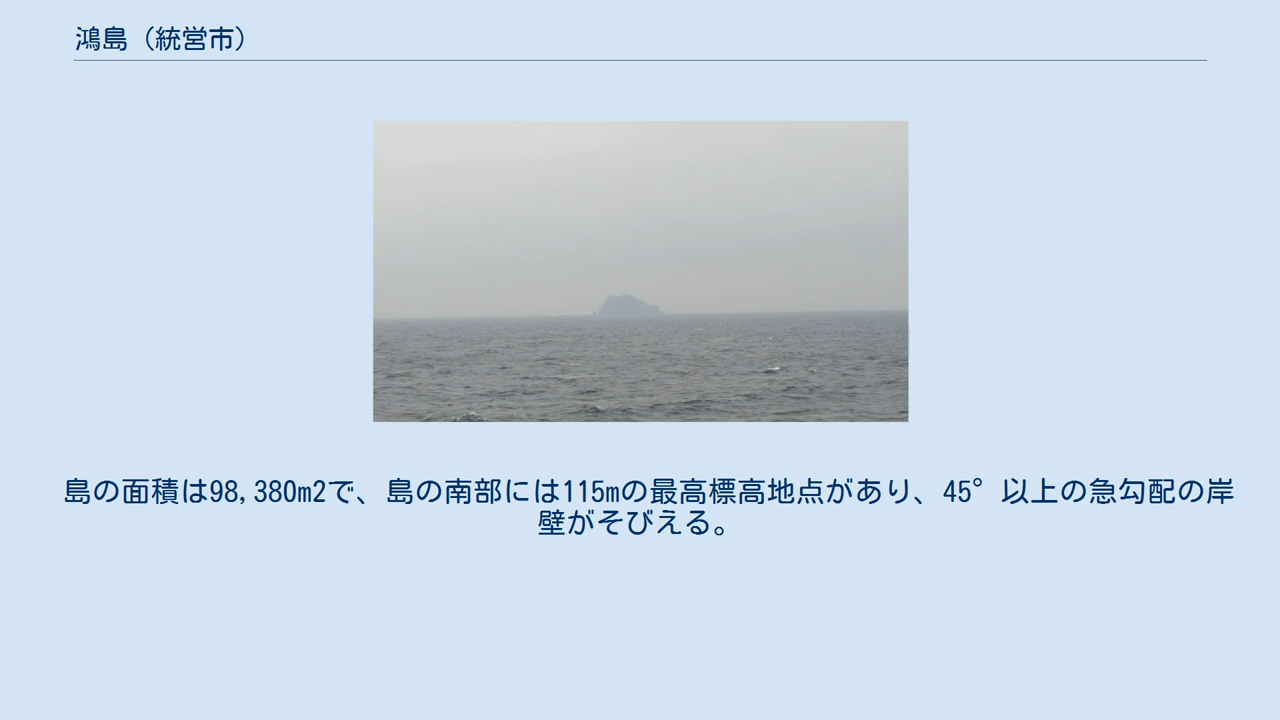 鴻島（統営市）
島の面積は98,380m2で、島の南部には115mの最高標高地点があり、45°以上の急勾配の岸
壁がそびえる。